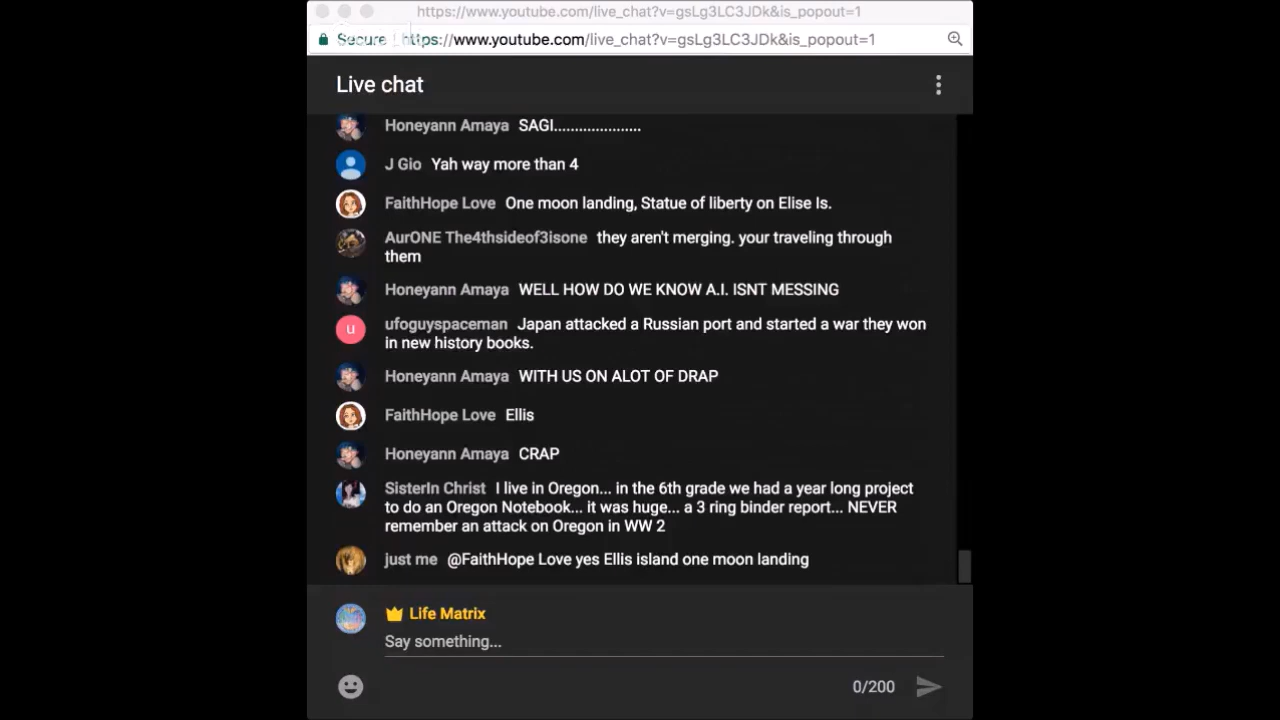 https://www.youtube.com/live_chat?v=gsLg3LC3JDk&is_popout=1
Secure https://www.youtube.com/live_chat?v=gsLg3LC3JDk&is_popout=1
Live chat
Honeyann Amaya SAGI.....................
J Gio Yah way more than 4
FaithHope Love One moon landing, Statue of liberty on Elise Is.
AurONE The4thsideof3isone they aren't merging. your traveling through
them
Honeyann Amaya WELL HOW DO WE KNOW A.I. ISNT MESSING
u ufoguyspaceman Japan attacked a Russian port and started a war they won
in new history books.
Honeyann Amaya WITH US ON ALOT OF DRAP
FaithHope Love Ellis
Honeyann Amaya CRAP
SisterIn Christ I live in Oregon... in the 6th grade we had a year long project
to do an Oregon Notebook... it was huge... a 3 ring binder report... NEVER
remember an attack on Oregon in WW 2
just me @FaithHope Love yes Ellis island one moon landing
Life Matrix
Say something...
0/200